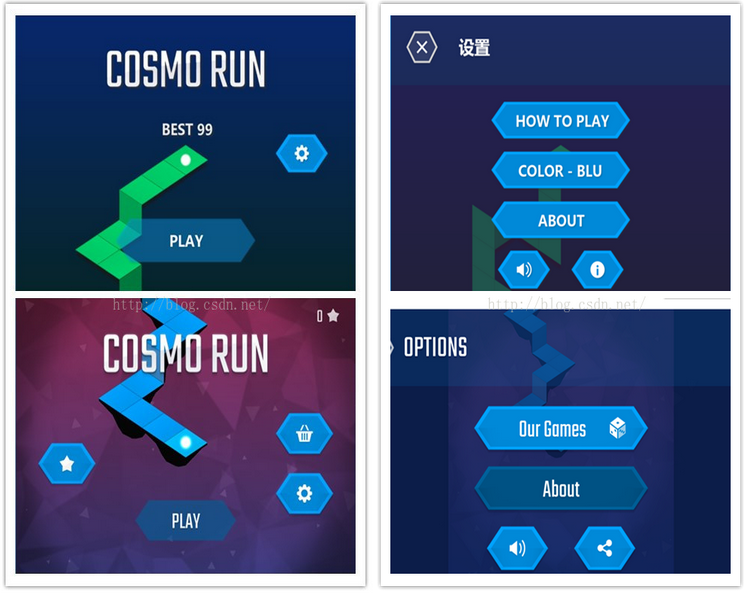 COSMO RUN
BEST 99
PLAY
设置
HOW TO PLAY
COLOR - BLU
ABOUT
http://blog.csdn.net/
http://blog.csdn.net/
0
COSMO RUN
PLAY
OPTIONS
Our Games
About